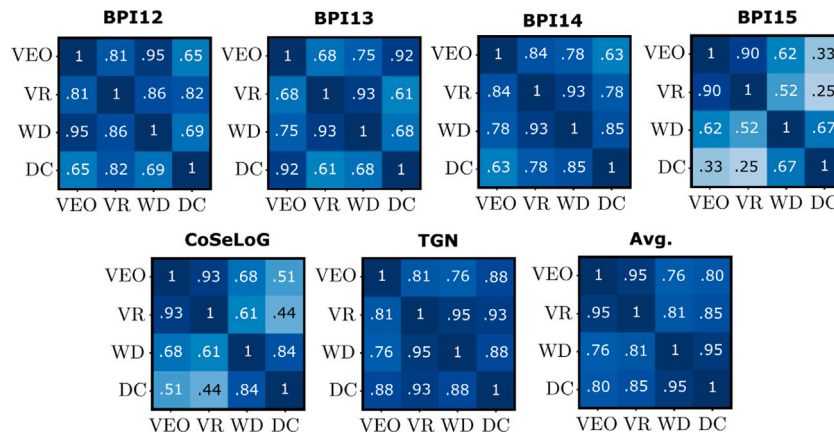 BPI12
VEO 1 .81 .95 .65
VR .81 1 .86 .82
WD .95 .86 1 .69
DC .65 .82 .69 1
VEO VR WD DC
BPI13
VEO 1 .68 .75 .92
VR .68 1 .93 .61
WD .75 .93 1 .68
DC .92 .61 .68 1
VEO VR WD DC
BPI14
VEO 1 .84 .78 .63
VR .84 1 .93 .78
WD .78 .93 1 .85
DC .63 .78 .85 1
VEO VR WD DC
BPI15
VEO 1 .90 .62 .33
VR .90 1 .52 .25
WD .62 .52 1 .67
DC .33 .25 .67 1
VEO VR WD DC
CoSeLoG
VEO 1 .93 .68 .51
VR .93 1 .61 .44
WD .68 .61 1 .84
DC .51 .44 .84 1
VEO VR WD DC
TGN
VEO 1 .81 .76 .88
VR .81 1 .95 .93
WD .76 .95 1 .88
DC .88 .93 .88 1
VEO VR WD DC
Avg.
VEO 1 .95 .76 .80
VR .95 1 .81 .85
WD .76 .81 1 .95
DC .80 .85 .95 1
VEO VR WD DC